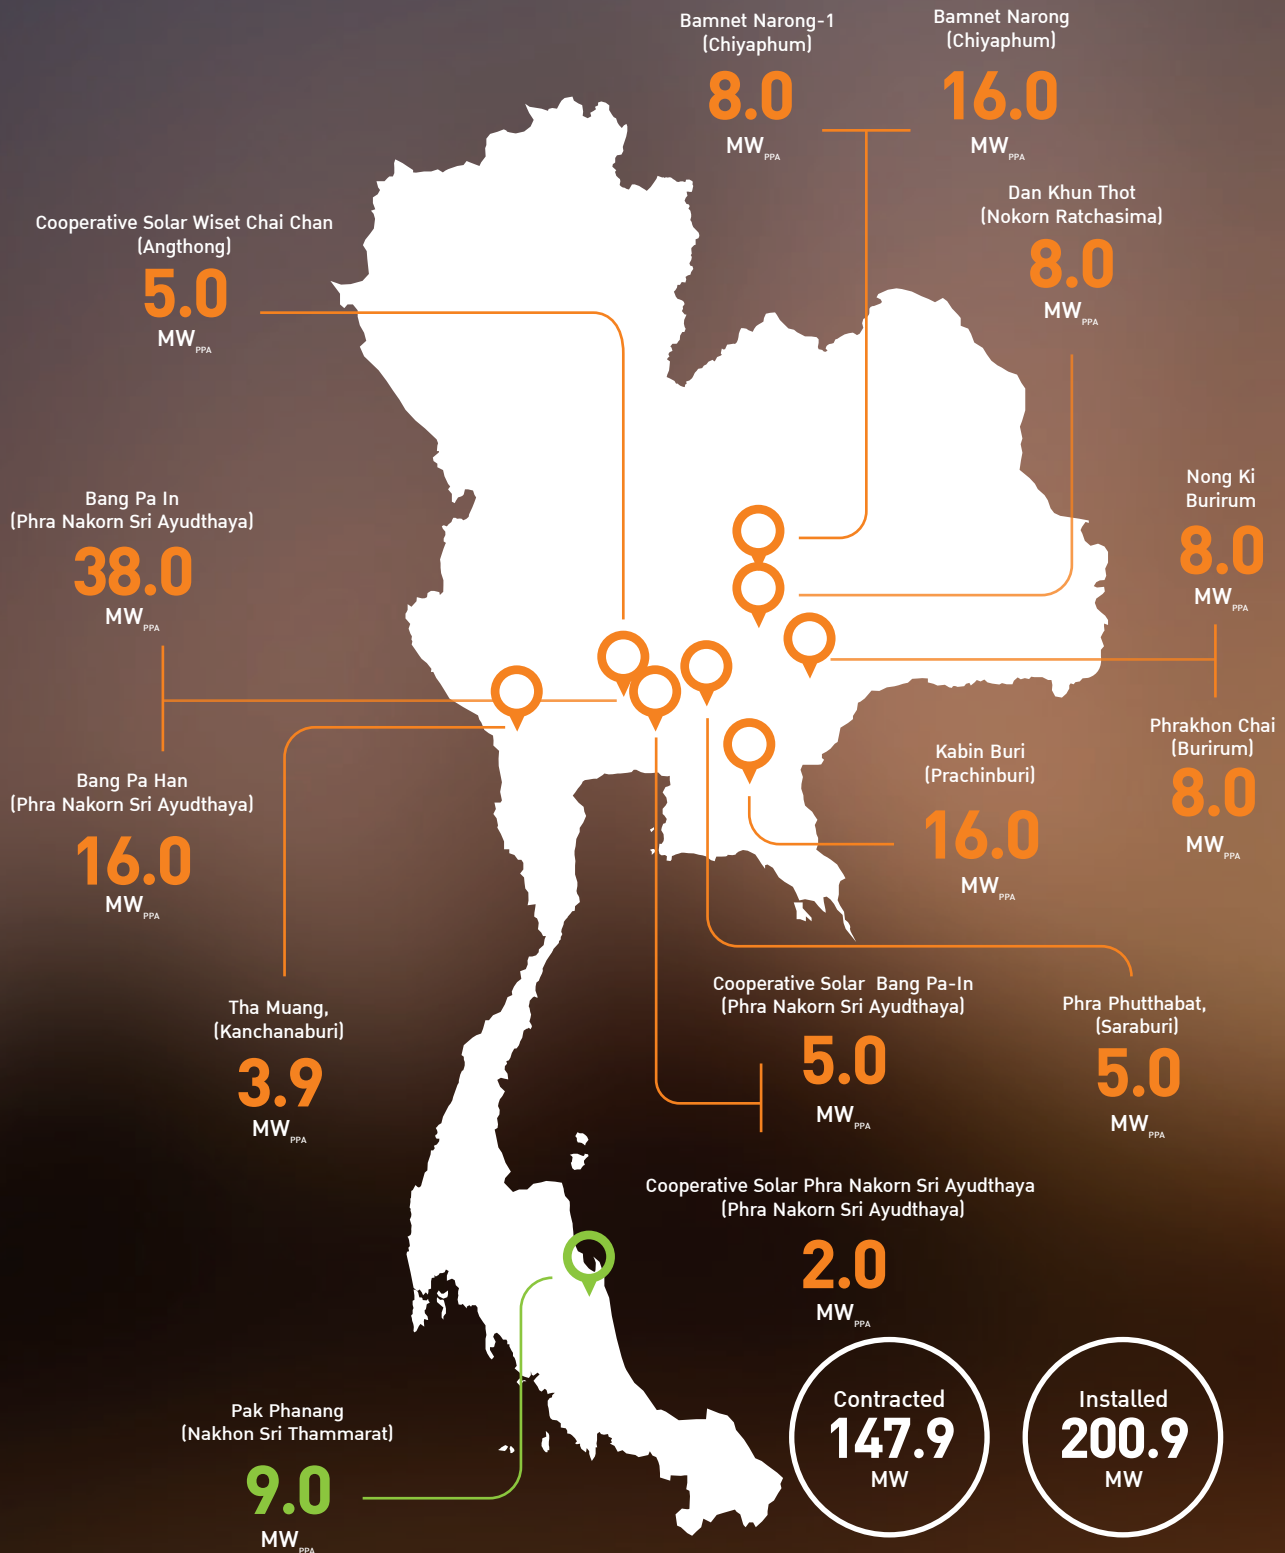 Bamnet Narong-1
(Chiyaphum)
8.0
MW PPA
Bamnet Narong
(Chiyaphum)
16.0
MW PPA
Dan Khun Thot
(Nokorn Ratchasima)
8.0
MW PPA
Cooperative Solar Wiset Chai Chan
(Angthong)
5.0
MW PPA
Nong Ki
Burirum
8.0
MW PPA
Bang Pa In
(Phra Nakorn Sri Ayudthaya)
38.0
MW PPA
Phrakhon Chai
(Burirum)
8.0
MW PPA
Kabin Buri
(Prachinburi)
16.0
MW PPA
Bang Pa Han
(Phra Nakorn Sri Ayudthaya)
16.0
MW PPA
Tha Muang,
(Kanchanaburi)
3.9
MW PPA
Cooperative Solar Bang Pa-In
(Phra Nakorn Sri Ayudthaya)
5.0
MW PPA
Phra Phutthabat,
(Saraburi)
5.0
MW PPA
Cooperative Solar Phra Nakorn Sri Ayudthaya
(Phra Nakorn Sri Ayudthaya)
2.0
MW PPA
Pak Phanang
(Nakhon Sri Thammarat)
9.0
MW PPA
Contracted
147.9
MW
Installed
200.9
MW